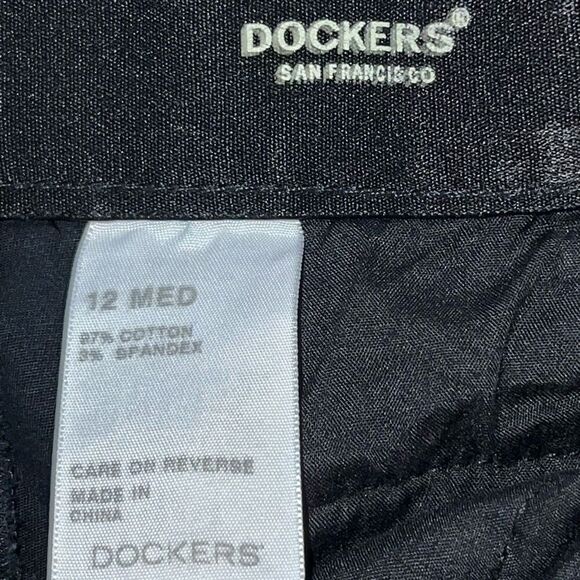 DOCKERS®
SAN FRANCISCO
12 MED
97% COTTON
3% SPANDEX
CARE ON REVERSE
MADE IN
CHINA
DOCKERS